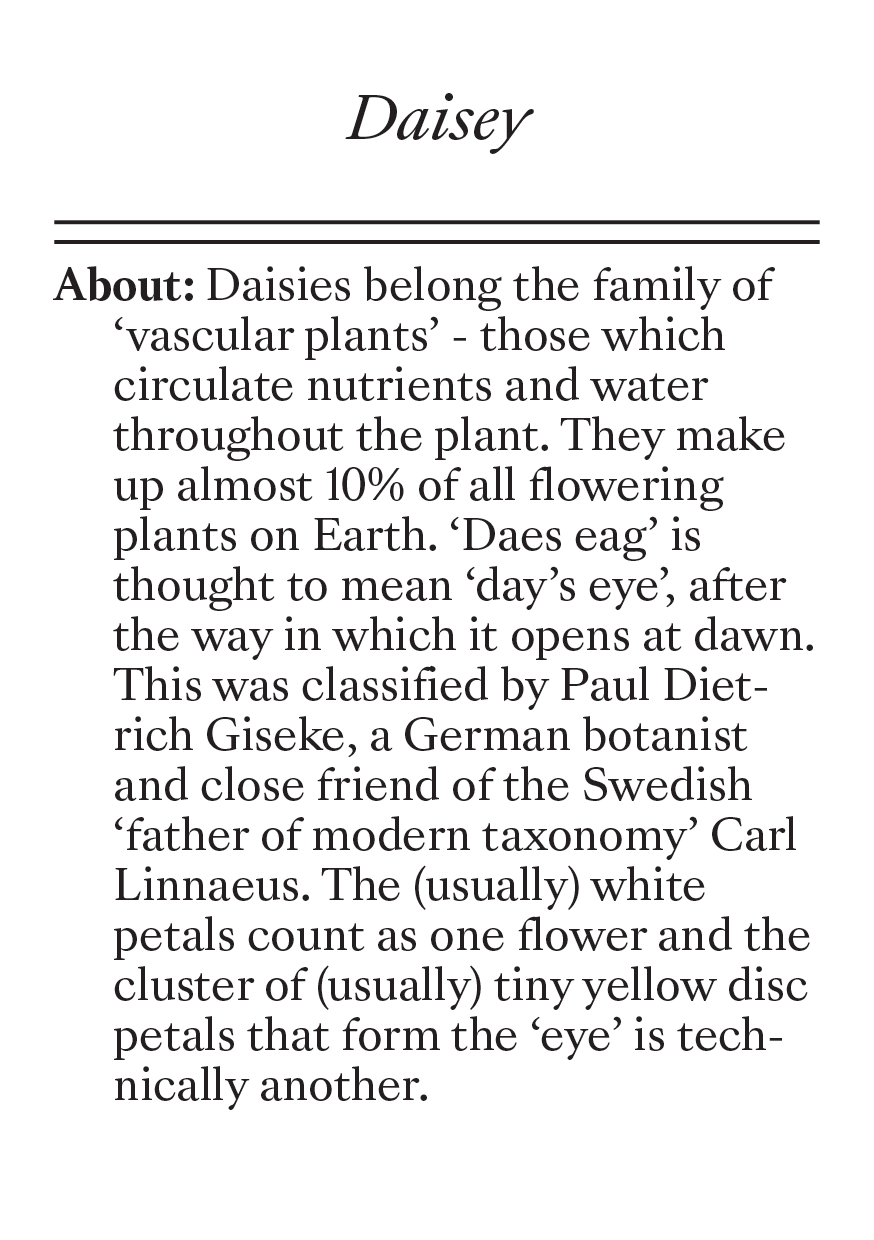 Daisey
About: Daisies belong the family of
‘vascular plants’ - those which
circulate nutrients and water
throughout the plant. They make
up almost 10% of all flowering
plants on Earth. ‘Daes eag’ is
thought to mean ‘day’s eye’, after
the way in which it opens at dawn.
This was classified by Paul Diet-
rich Giseke, a German botanist
and close friend of the Swedish
‘father of modern taxonomy’ Carl
Linnaeus. The (usually) white
petals count as one flower and the
cluster of (usually) tiny yellow disc
petals that form the ‘eye’ is tech-
nically another.